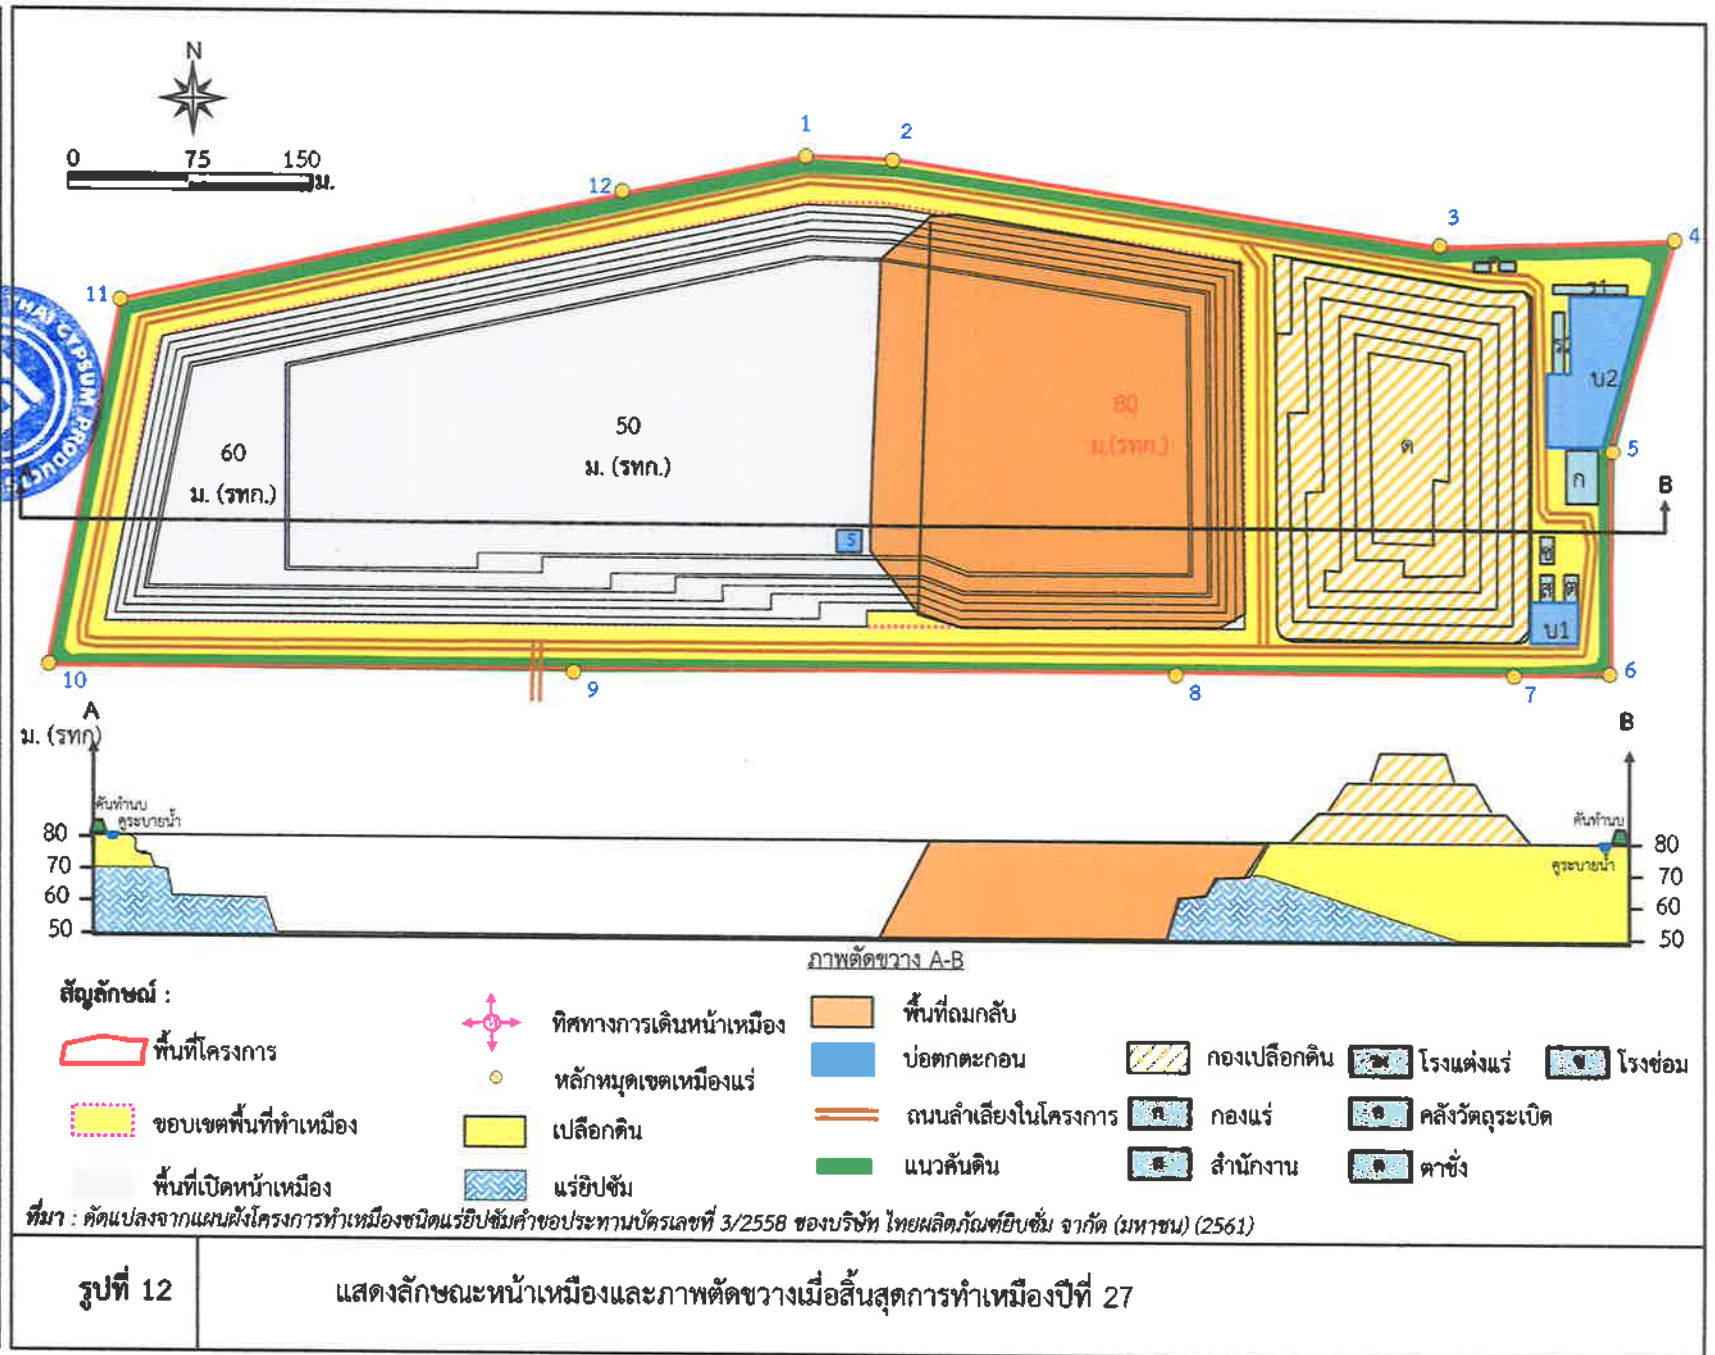 N
0 75 150
ม.
1
2
12
3
4
11
ร1
บ2
80
ม.(รทก.)
50
ม. (รทก.)
60
ม. (รทก.)
ด
5
ก
B
S
บ1
10
9
8
7
6
THAI GYPSUM PRODUCTS
A
ม. (รทก)
B
คันทำนบ
คูระบายน้ำ
คันทำนบ
คูระบายน้ำ
80
70
60
50
80
70
60
50
ภาพตัดขวาง A-B
สัญลักษณ์ :
พื้นที่โครงการ
ขอบเขตพื้นที่ทำเหมือง
พื้นที่เปิดหน้าเหมือง
ทิศทางการเดินหน้าเหมือง
หลักหมุดเขตเหมืองแร่
เปลือกดิน
แร่ยิปซัม
พื้นที่ถมกลับ
บ่อตกตะกอน
ถนนลำเลียงในโครงการ
แนวคันดิน
กองเปลือกดิน
กองแร่
สำนักงาน
โรงแต่งแร่
คลังวัตถุระเบิด
ตาชั่ง
โรงซ่อม
ที่มา : ดัดแปลงจากแผนผังโครงการทำเหมืองชนิดแร่ยิปซัมคำขอประทานบัตรเลขที่ 3/2558 ของบริษัท ไทยผลิตภัณฑ์ยิบซั่ม จำกัด (มหาชน) (2561)
รูปที่ 12
แสดงลักษณะหน้าเหมืองและภาพตัดขวางเมื่อสิ้นสุดการทำเหมืองปีที่ 27